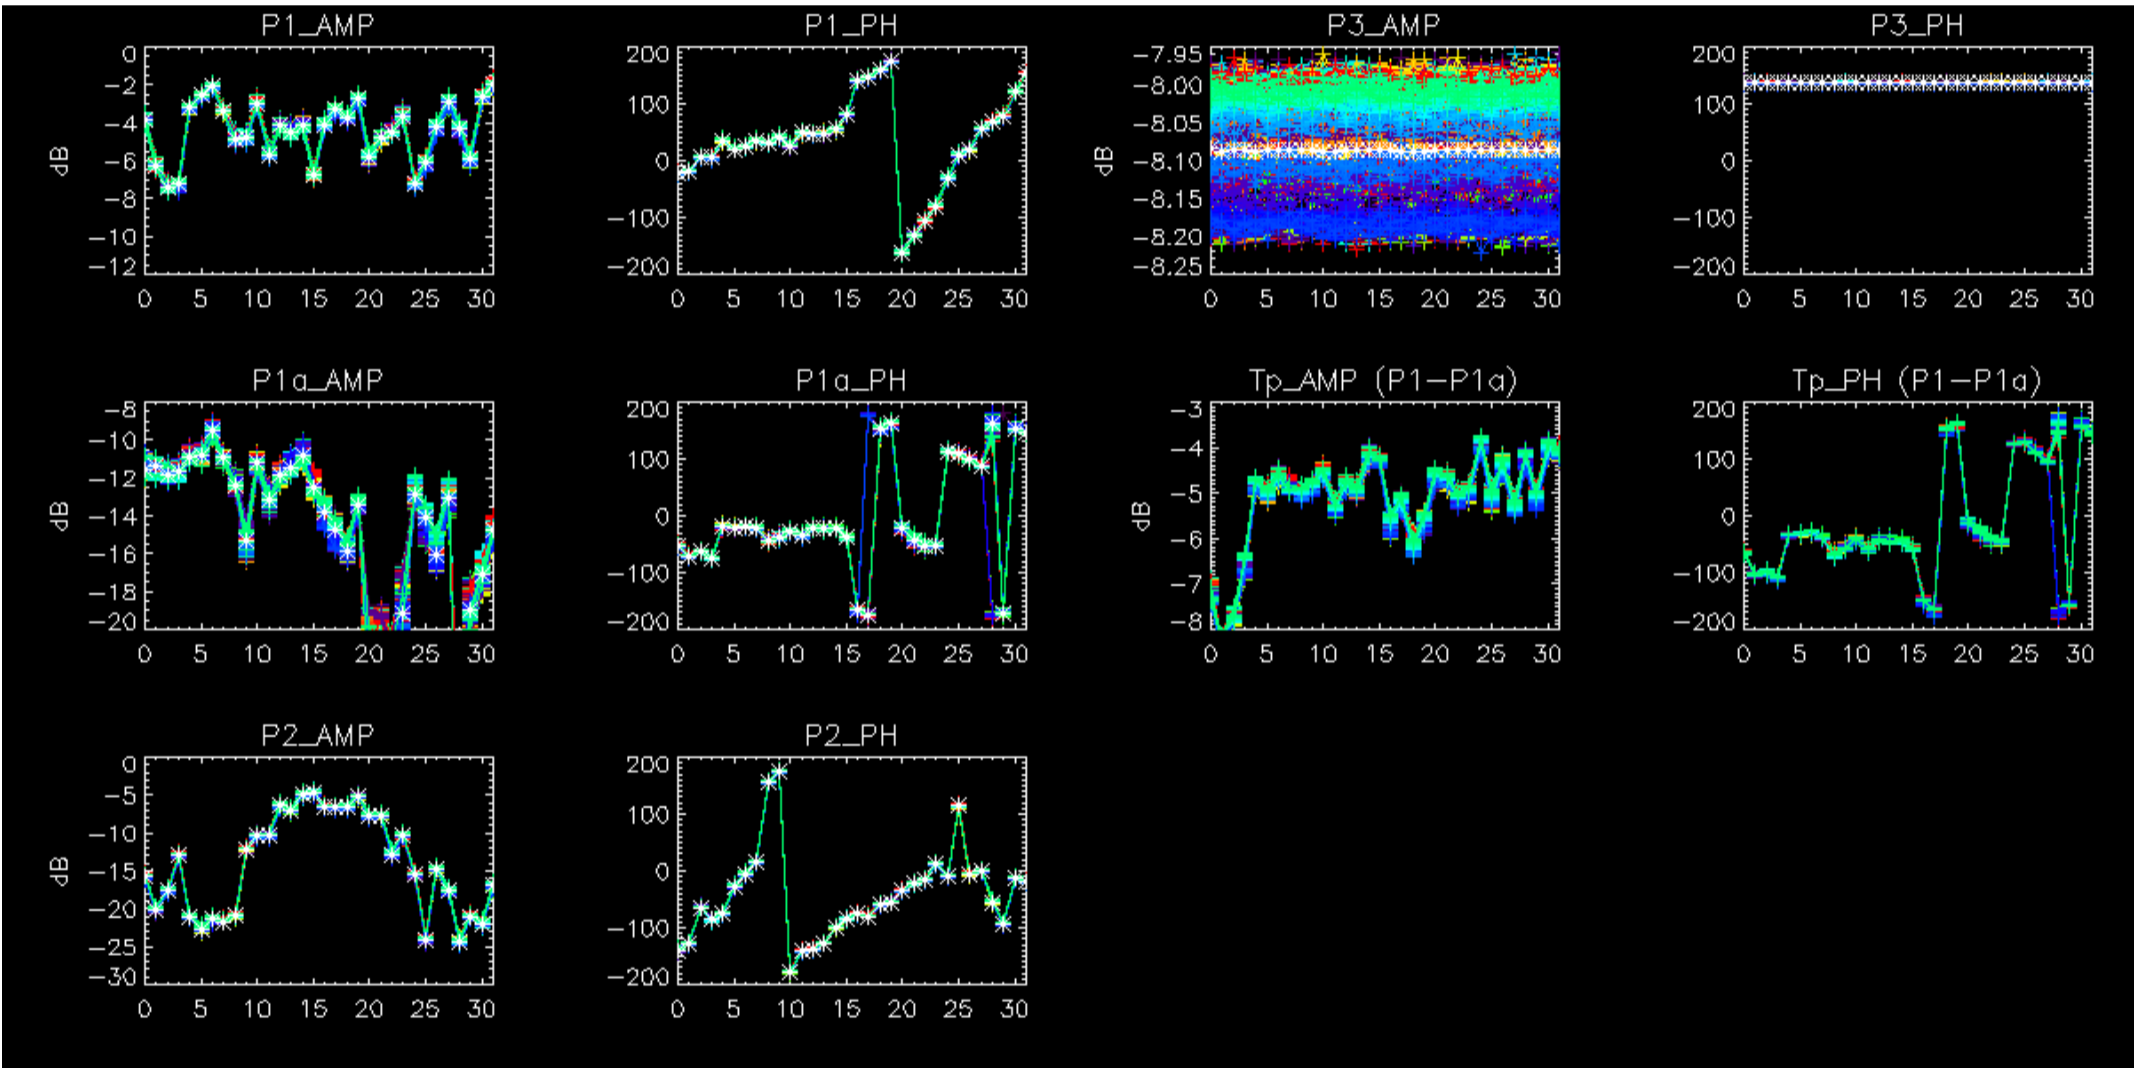 P1_AMP
0
−2
−4
−6
−8
−10
−12
dB
0 5 10 15 20 25 30
P1_PH
200
100
0
−100
−200
0 5 10 15 20 25 30
P3_AMP
−7.95
−8.00
−8.05
−8.10
−8.15
−8.20
−8.25
dB
0 5 10 15 20 25 30
P3_PH
200
100
0
−100
−200
0 5 10 15 20 25 30
P1a_AMP
−8
−10
−12
−14
−16
−18
−20
dB
0 5 10 15 20 25 30
P1a_PH
200
100
0
−100
−200
0 5 10 15 20 25 30
Tp_AMP (P1−P1a)
−3
−4
−5
−6
−7
−8
dB
0 5 10 15 20 25 30
Tp_PH (P1−P1a)
200
100
0
−100
−200
0 5 10 15 20 25 30
P2_AMP
0
−5
−10
−15
−20
−25
−30
dB
0 5 10 15 20 25 30
P2_PH
200
100
0
−100
−200
0 5 10 15 20 25 30